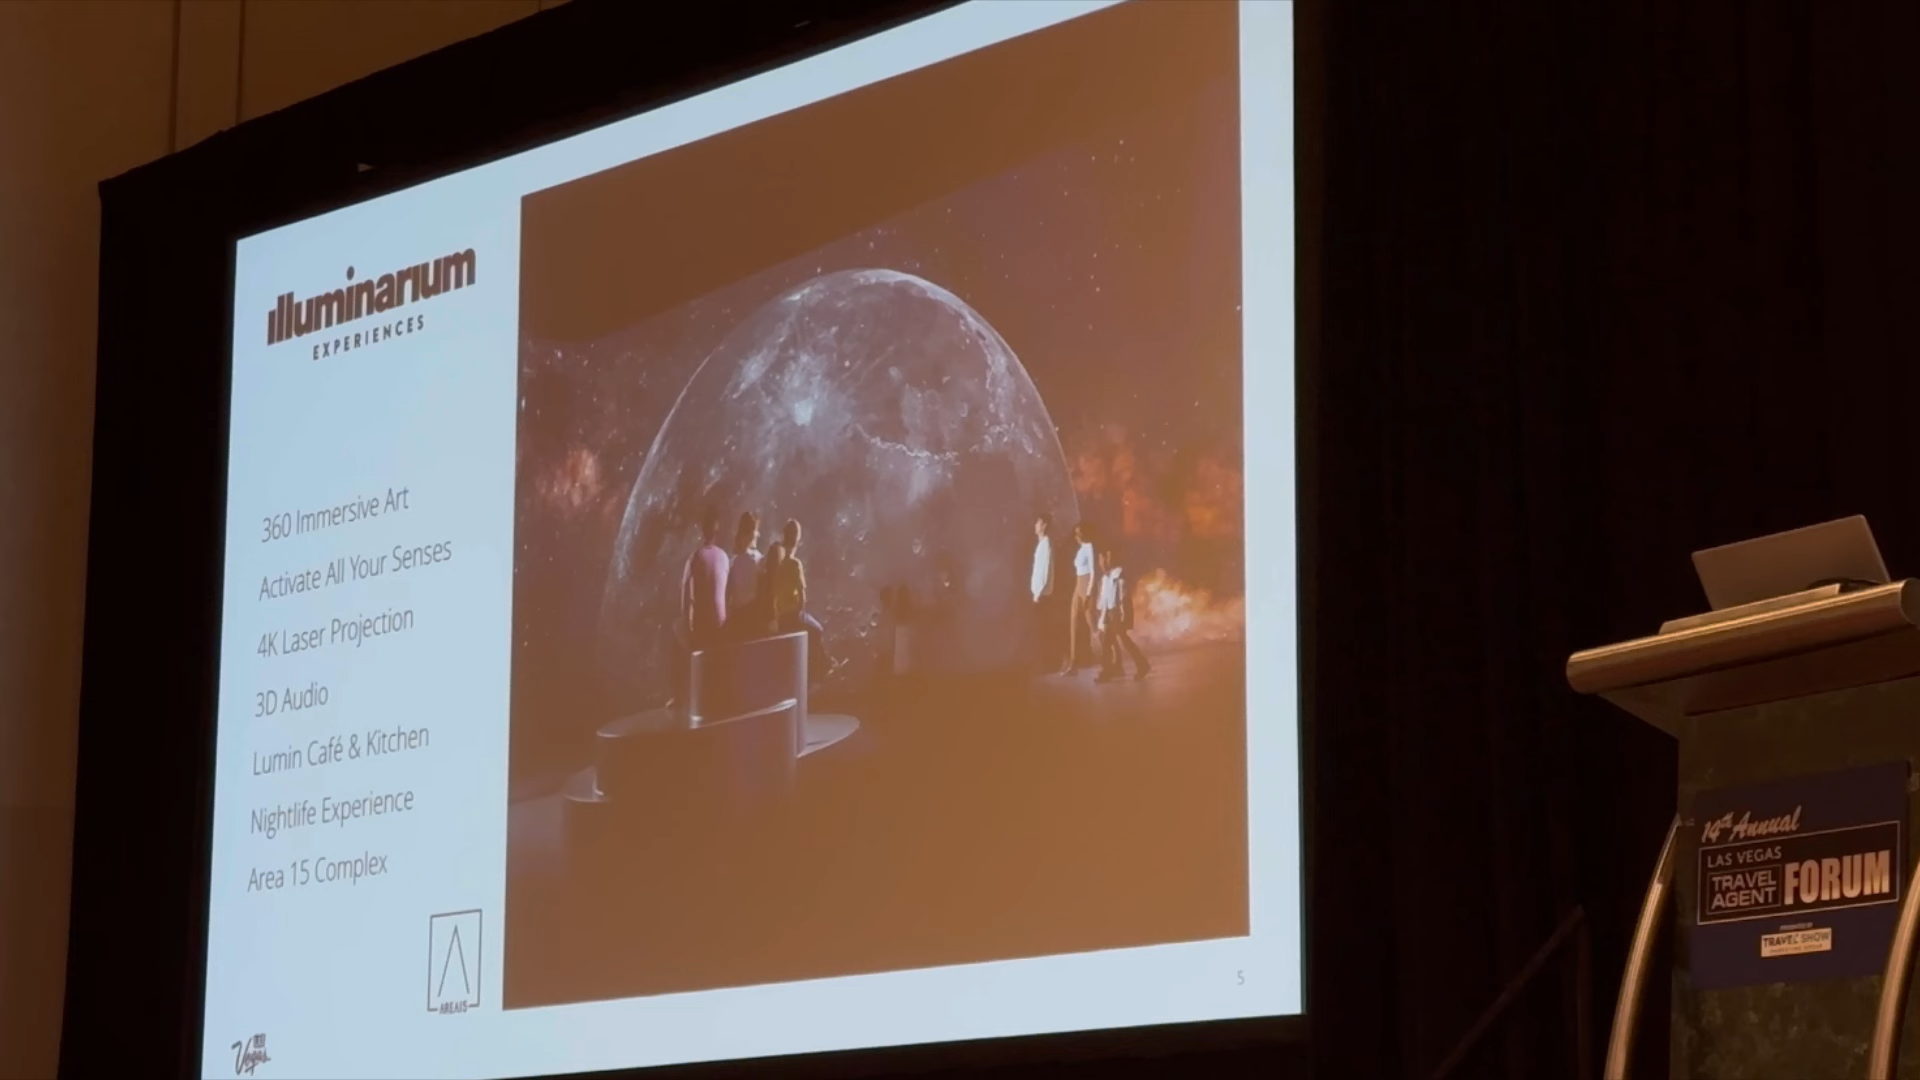 illuminarium
EXPERIENCES
360 Immersive Art
Activate All Your Senses
4K Laser Projection
3D Audio
Lumin Café & Kitchen
Nightlife Experience
Area 15 Complex
AREA15
Vegas
5
14th Annual
LAS VEGAS
TRAVEL
AGENT
FORUM
TRAVEL SHOW